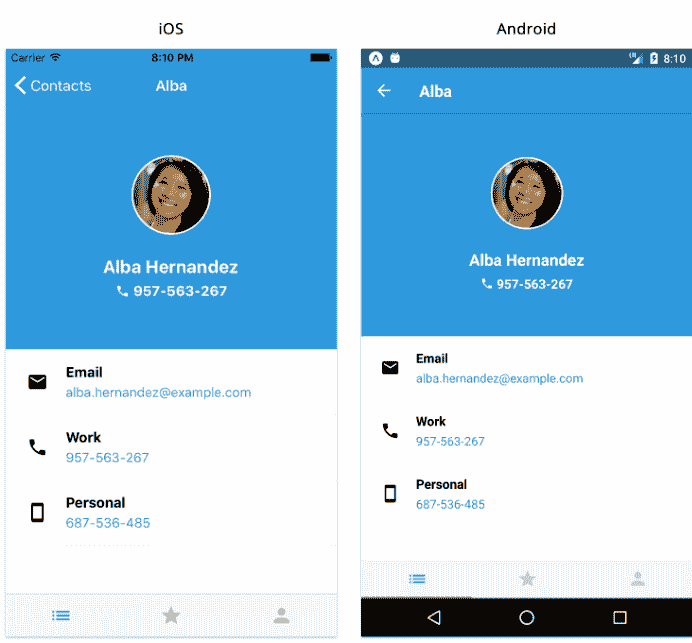 iOS
Carrier 8:10 PM
Contacts Alba
Alba Hernandez
957-563-267
Email
alba.hernandez@example.com
Work
957-563-267
Personal
687-536-485
Android
8:10
Alba
Alba Hernandez
957-563-267
Email
alba.hernandez@example.com
Work
957-563-267
Personal
687-536-485